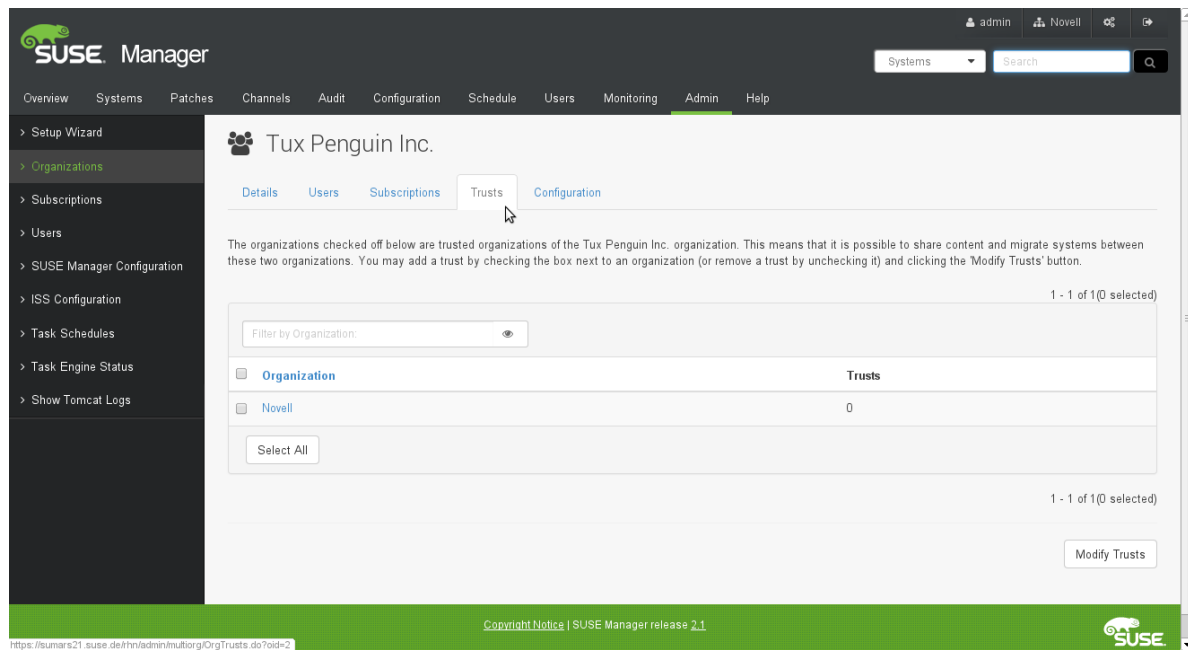 admin Novell
SUSE. Manager
Systems Search
Overview Systems Patches Channels Audit Configuration Schedule Users Monitoring Admin Help
> Setup Wizard
> Organizations
> Subscriptions
> Users
> SUSE Manager Configuration
> ISS Configuration
> Task Schedules
> Task Engine Status
> Show Tomcat Logs
Tux Penguin Inc.
Details Users Subscriptions Trusts Configuration
The organizations checked off below are trusted organizations of the Tux Penguin Inc. organization. This means that it is possible to share content and migrate systems between
these two organizations. You may add a trust by checking the box next to an organization (or remove a trust by unchecking it) and clicking the 'Modify Trusts' button.
1 - 1 of 1(0 selected)
Filter by Organization:
Organization Trusts
Novell 0
Select All
1 - 1 of 1(0 selected)
Modify Trusts
Copyright Notice | SUSE Manager release 2.1
SUSE.
https://sumars21.suse.de/rhn/admin/multiorg/OrgTrusts.do?oid=2